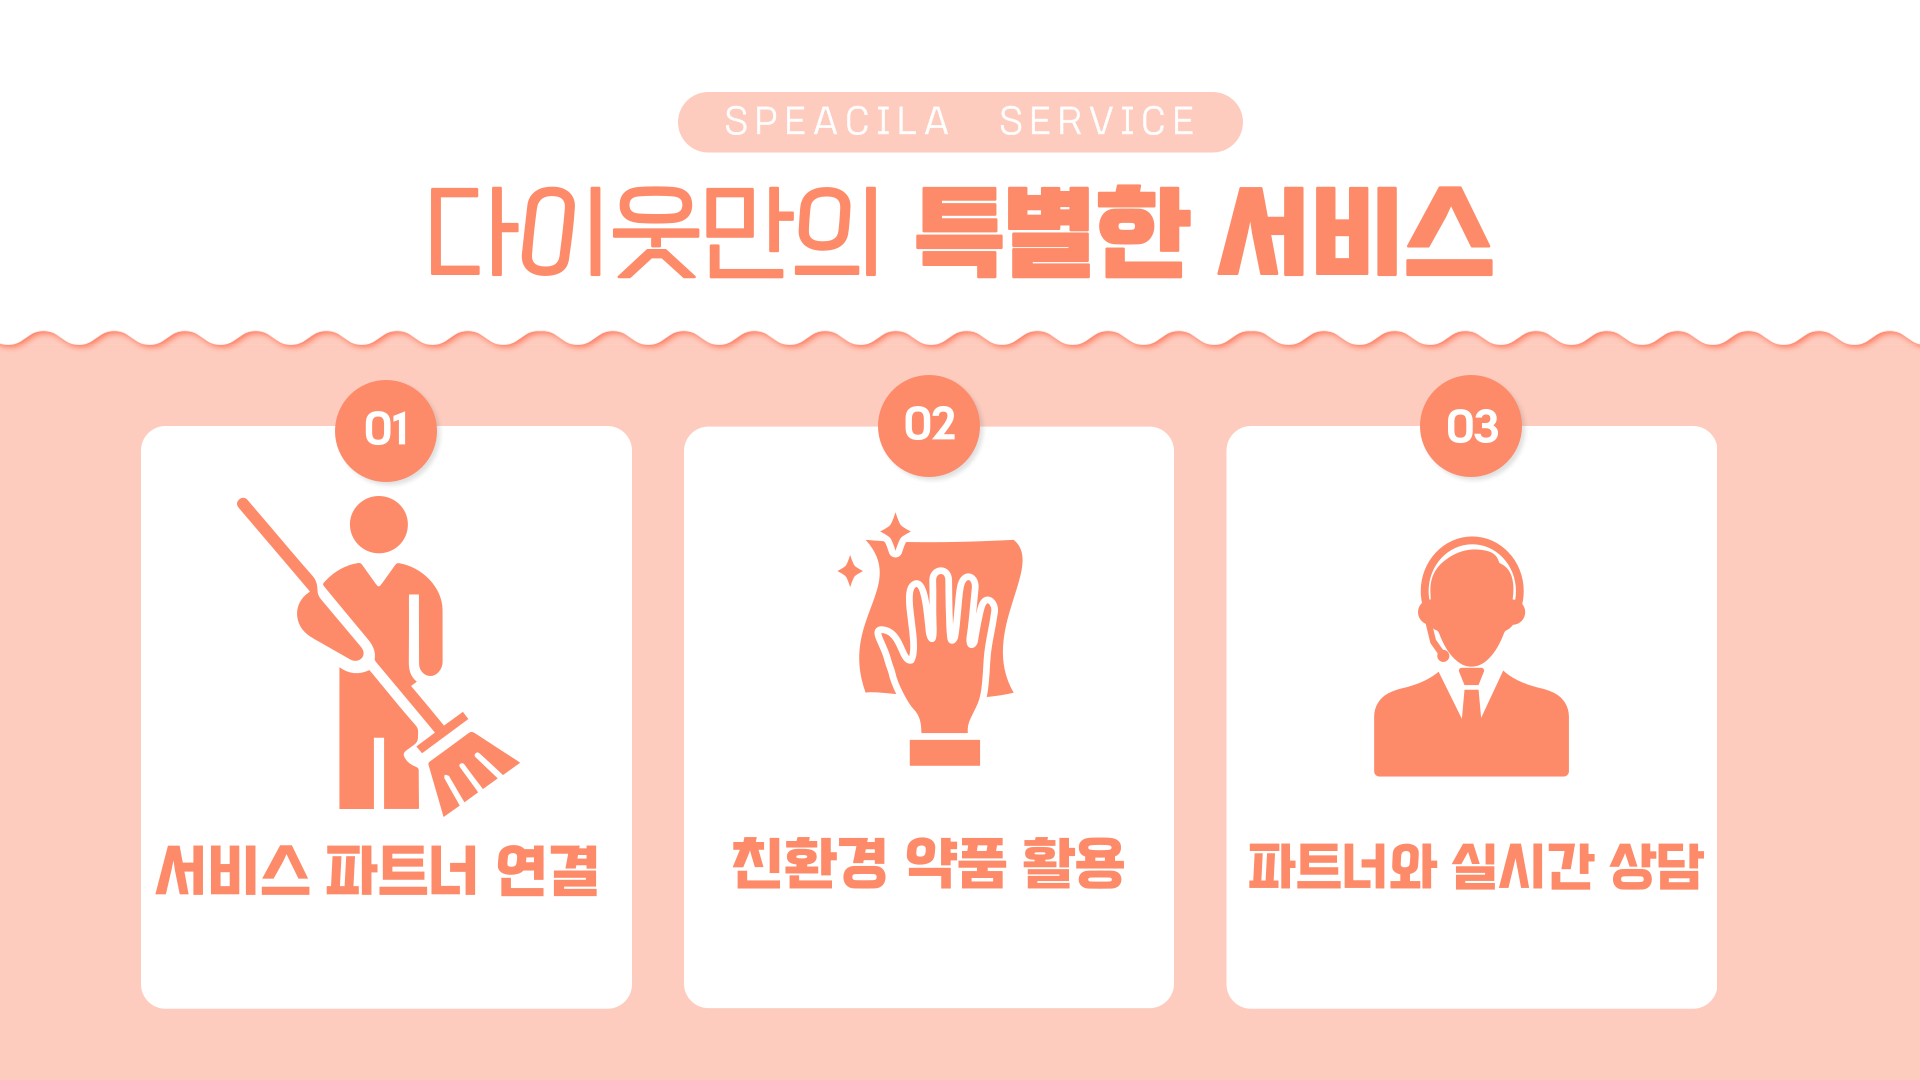 SPEACILA SERVICE
다이웃만의 특별한 서비스
01
02
03
서비스 파트너 연결
친환경 약품 활용
파트너와 실시간 상담